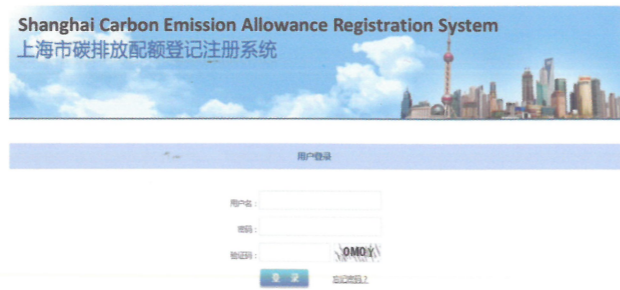 Shanghai Carbon Emission Allowance Registration System
上海市碳排放配额登记注册系统
用户登录
用户名：
密码：
验证码： 0MOY
登 录 忘记密码？